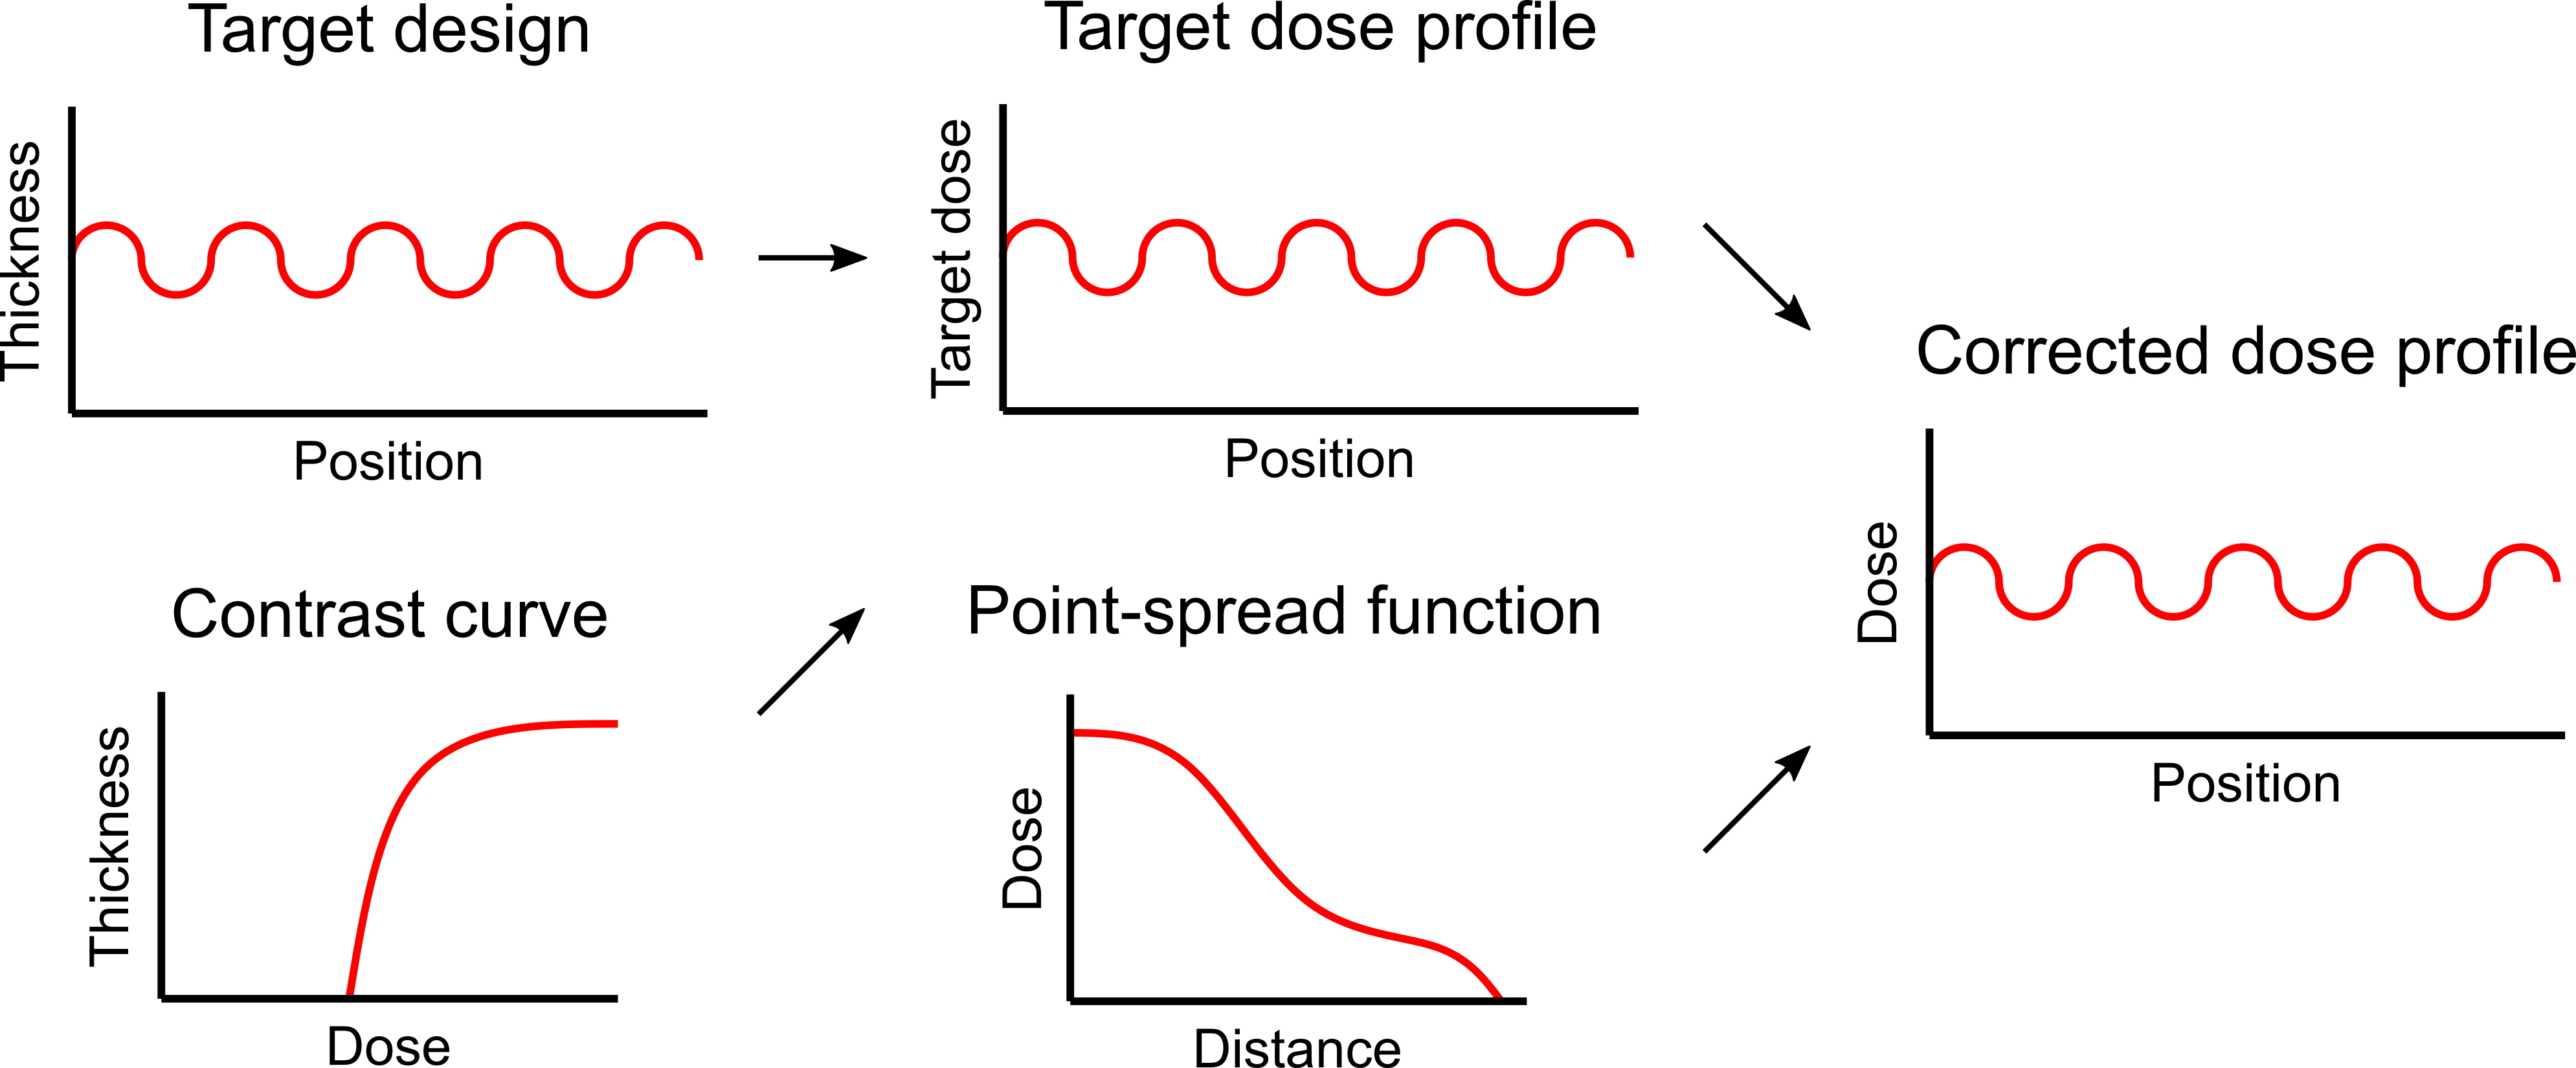 Target design
Thickness
Position
Target dose profile
Target dose
Position
Contrast curve
Thickness
Dose
Point-spread function
Dose
Distance
Corrected dose profile
Dose
Position